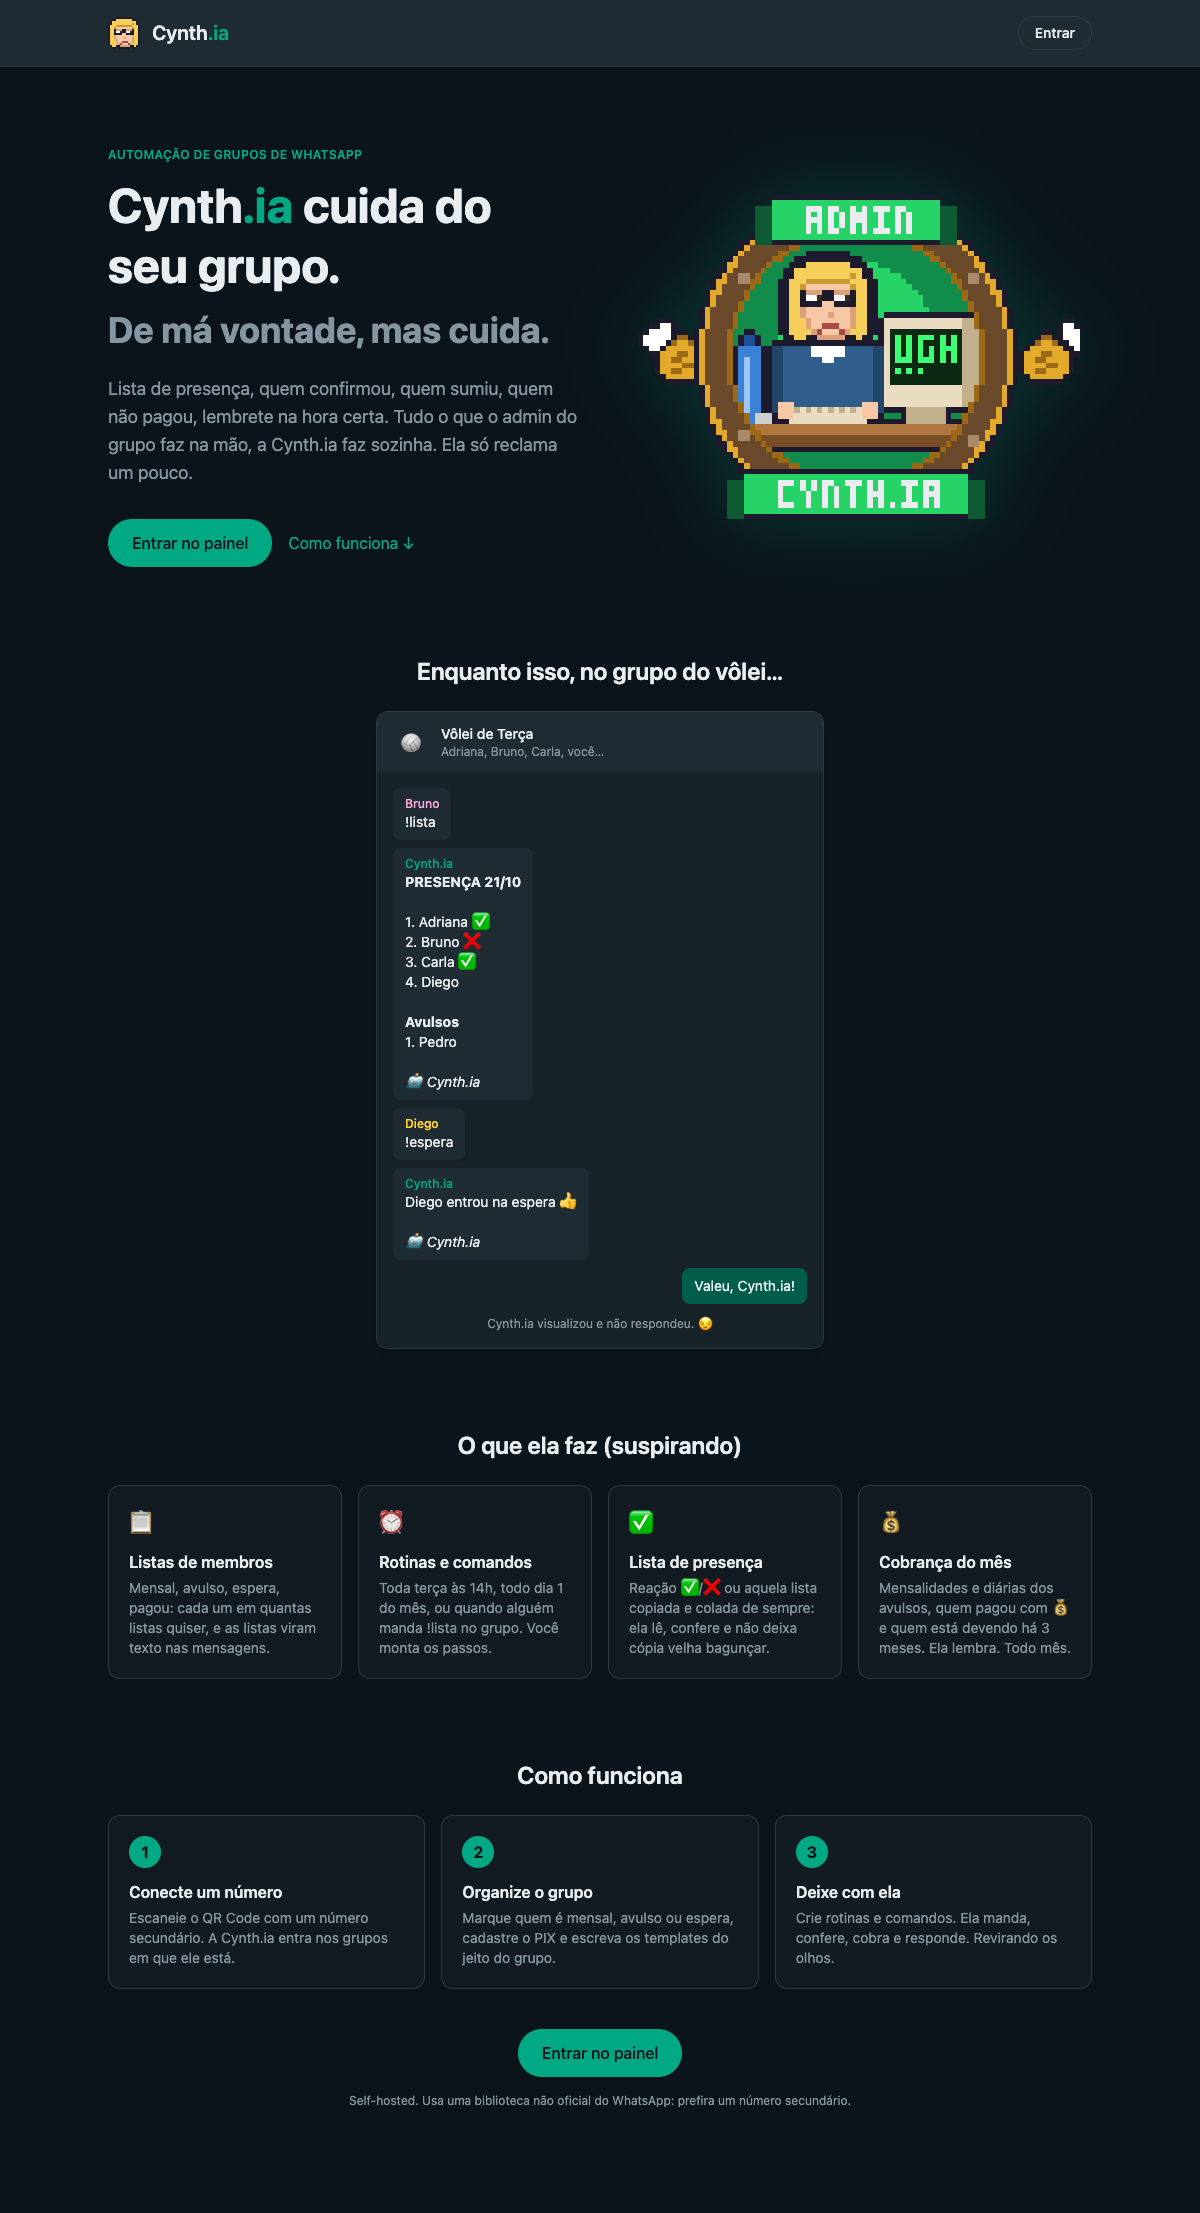 Cynth.ia
Entrar
AUTOMAÇÃO DE GRUPOS DE WHATSAPP
Cynth.ia cuida do
seu grupo.
De má vontade, mas cuida.
Lista de presença, quem confirmou, quem sumiu, quem
não pagou, lembrete na hora certa. Tudo o que o admin do
grupo faz na mão, a Cynth.ia faz sozinha. Ela só reclama
um pouco.
Entrar no painel
Como funciona ↓
ADMIN
UGH
CYNTH.IA
Enquanto isso, no grupo do vôlei...
Vôlei de Terça
Adriana, Bruno, Carla, você...
Bruno
!lista
Cynth.ia
PRESENÇA 21/10
1. Adriana ✅
2. Bruno ❌
3. Carla ✅
4. Diego
Avulsos
1. Pedro
Cynth.ia
Diego
!espera
Cynth.ia
Diego entrou na espera 👍
Cynth.ia
Valeu, Cynth.ia!
Cynth.ia visualizou e não respondeu. 😒
O que ela faz (suspirando)
Listas de membros
Mensal, avulso, espera,
pagou: cada um em quantas
listas quiser, e as listas viram
texto nas mensagens.
Rotinas e comandos
Toda terça às 14h, todo dia 1
do mês, ou quando alguém
manda !lista no grupo. Você
monta os passos.
Lista de presença
Reação ✅/❌ ou aquela lista
copiada e colada de sempre:
ela lê, confere e não deixa
cópia velha bagunçar.
Cobrança do mês
Mensalidades e diárias dos
avulsos, quem pagou com 💰
e quem está devendo há 3
meses. Ela lembra. Todo mês.
Como funciona
1
Conecte um número
Escaneie o QR Code com um número
secundário. A Cynth.ia entra nos grupos
em que ele está.
2
Organize o grupo
Marque quem é mensal, avulso ou espera,
cadastre o PIX e escreva os templates do
jeito do grupo.
3
Deixe com ela
Crie rotinas e comandos. Ela manda,
confere, cobra e responde. Revirando os
olhos.
Entrar no painel
Self-hosted. Usa uma biblioteca não oficial do WhatsApp: prefira um número secundário.